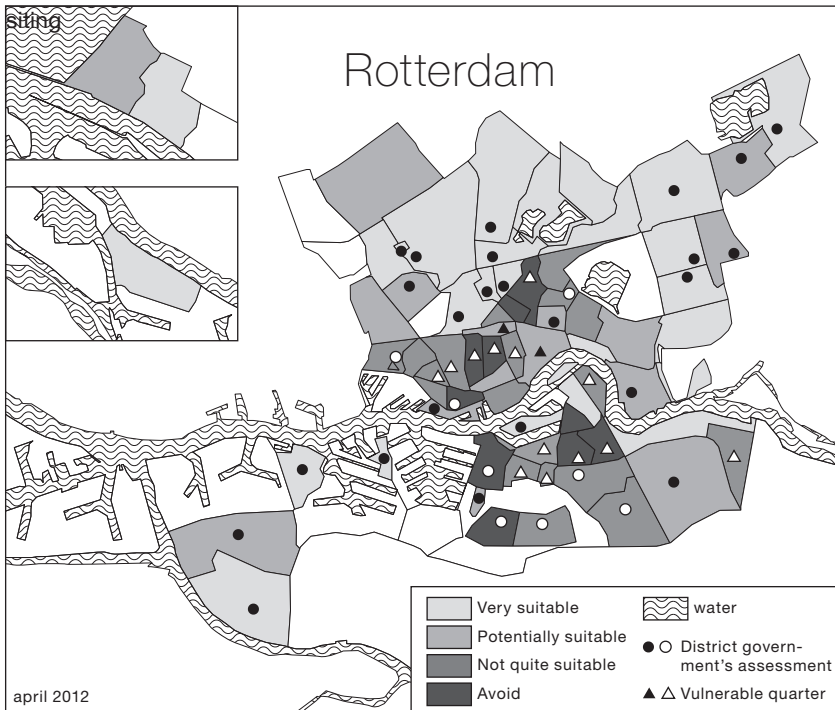 siting
Rotterdam
Very suitable
Potentially suitable
Not quite suitable
Avoid
water
District govern-
ment's assessment
Vulnerable quarter
april 2012